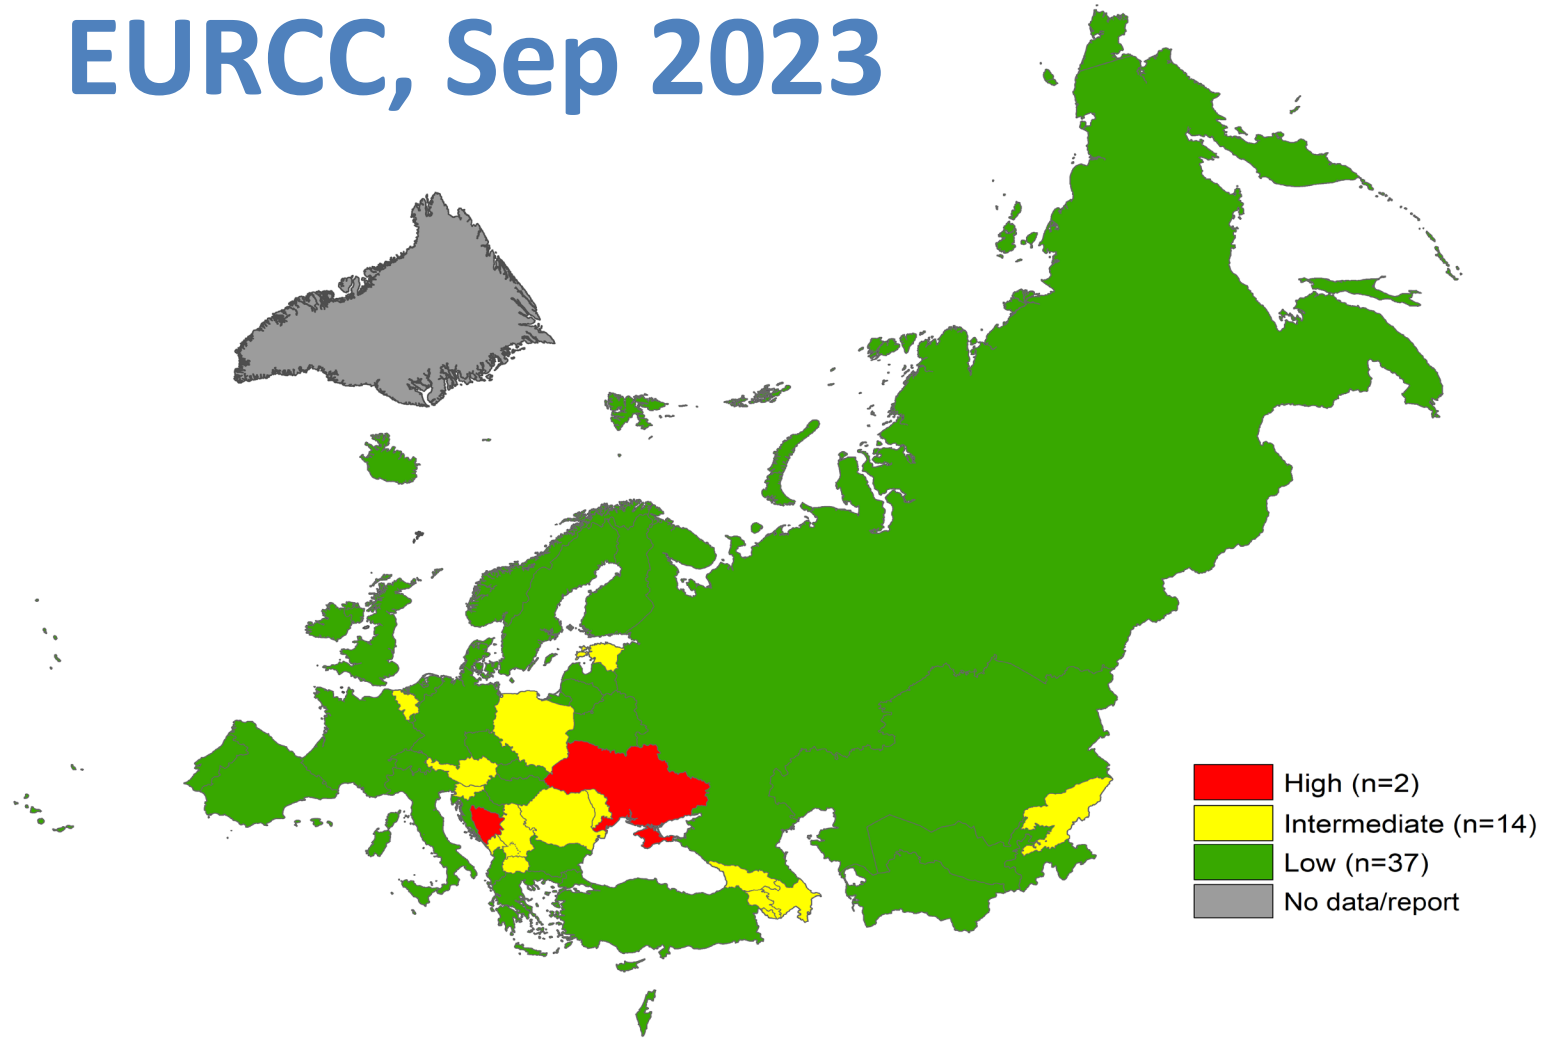 EURCC, Sep 2023
High (n=2)
Intermediate (n=14)
Low (n=37)
No data/report